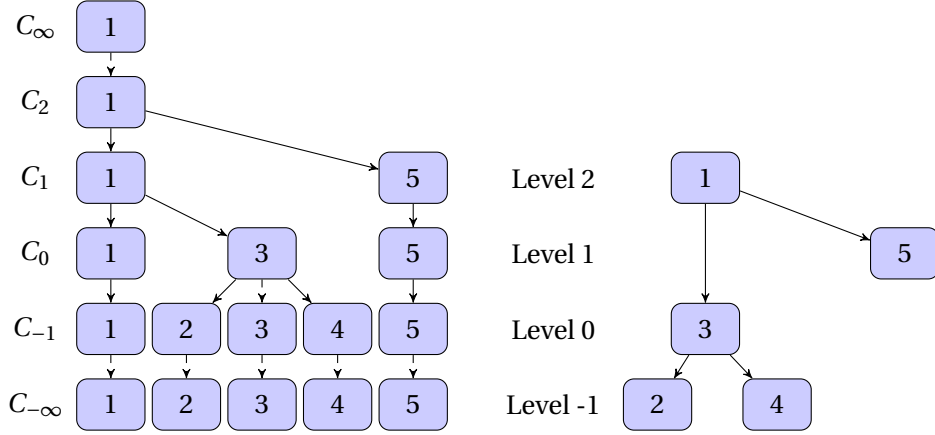 C∞ 1
C2 1
C1 1 5 Level 2 1
C0 1 3 5 Level 1 5
C−1 1 2 3 4 5 Level 0 3
C−∞ 1 2 3 4 5 Level -1 2 4